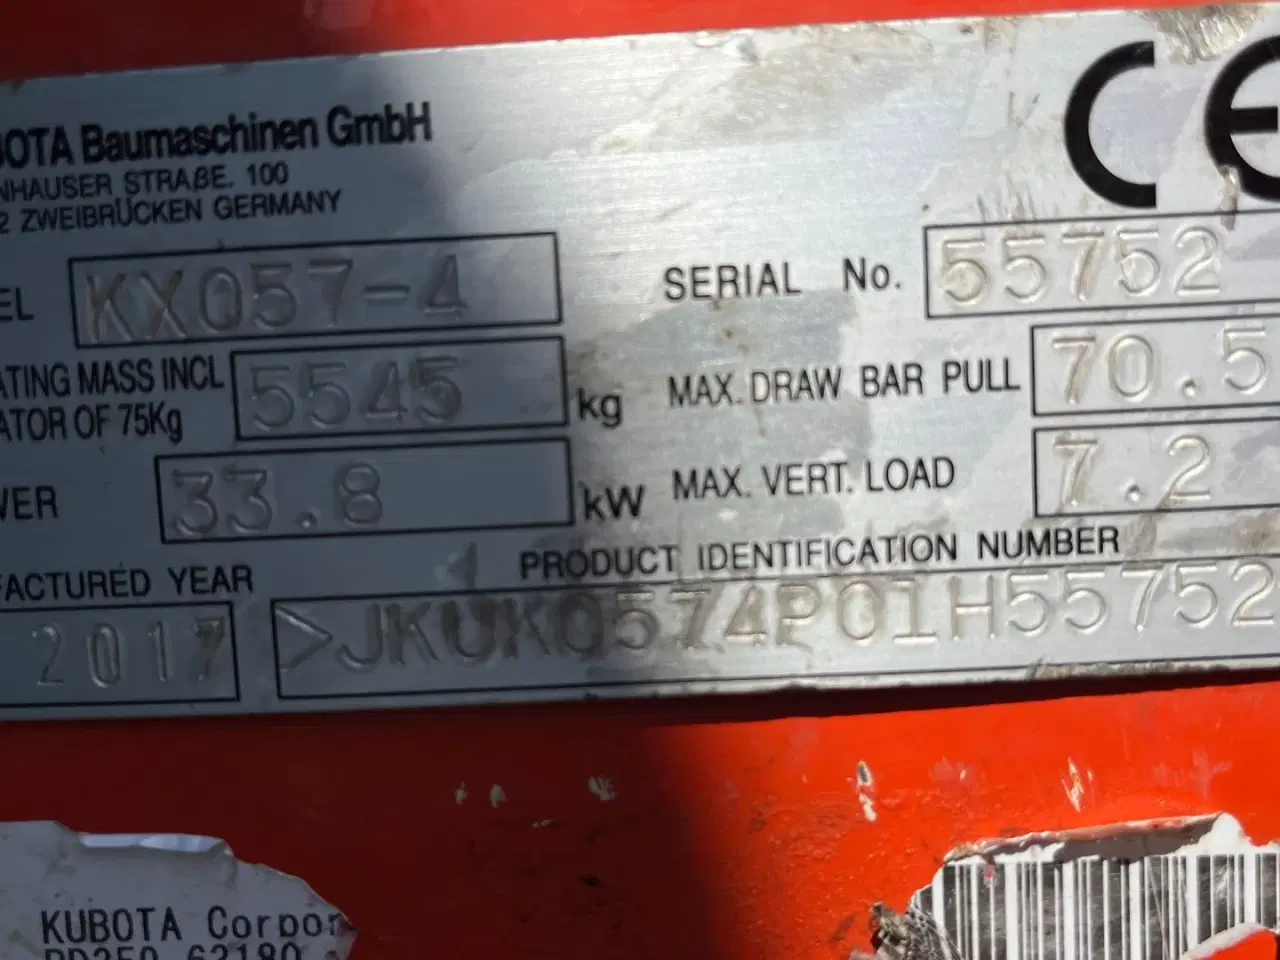 BOTA Baumaschinen GmbH
NHAUSER STRAßE. 100
2 ZWEIBRÜCKEN GERMANY
CE
EL KX057-4
SERIAL No. 55752
ATING MASS INCL
ATOR OF 75Kg 5545 kg
MAX. DRAW BAR PULL 70.5
WER 33.8 kW
MAX. VERT. LOAD 7.2
PRODUCT IDENTIFICATION NUMBER
FACTURED YEAR
2017 >JKUK0574P01H55752
KUBOTA Corpor